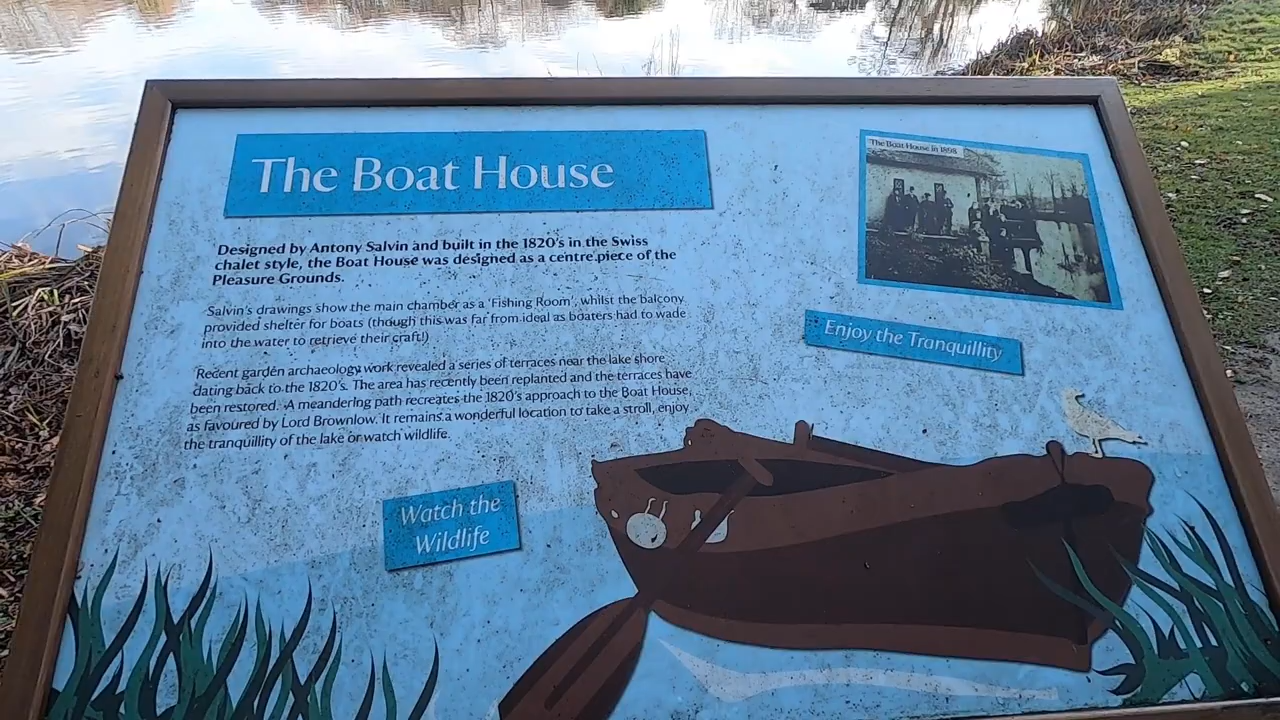 The Boat House
The Boat House in 1898
Designed by Antony Salvin and built in the 1820's in the Swiss
chalet style, the Boat House was designed as a centre piece of the
Pleasure Grounds.
Salvin's drawings show the main chamber as a 'Fishing Room', whilst the balcony
provided shelter for boats (though this was far from ideal as boaters had to wade
into the water to retrieve their craft!)
Recent garden archaeology work revealed a series of terraces near the lake shore
dating back to the 1820's. The area has recently been replanted and the terraces have
been restored. A meandering path recreates the 1820's approach to the Boat House,
as favoured by Lord Brownlow. It remains a wonderful location to take a stroll, enjoy
the tranquillity of the lake or watch wildlife.
Enjoy the Tranquillity
Watch the
Wildlife